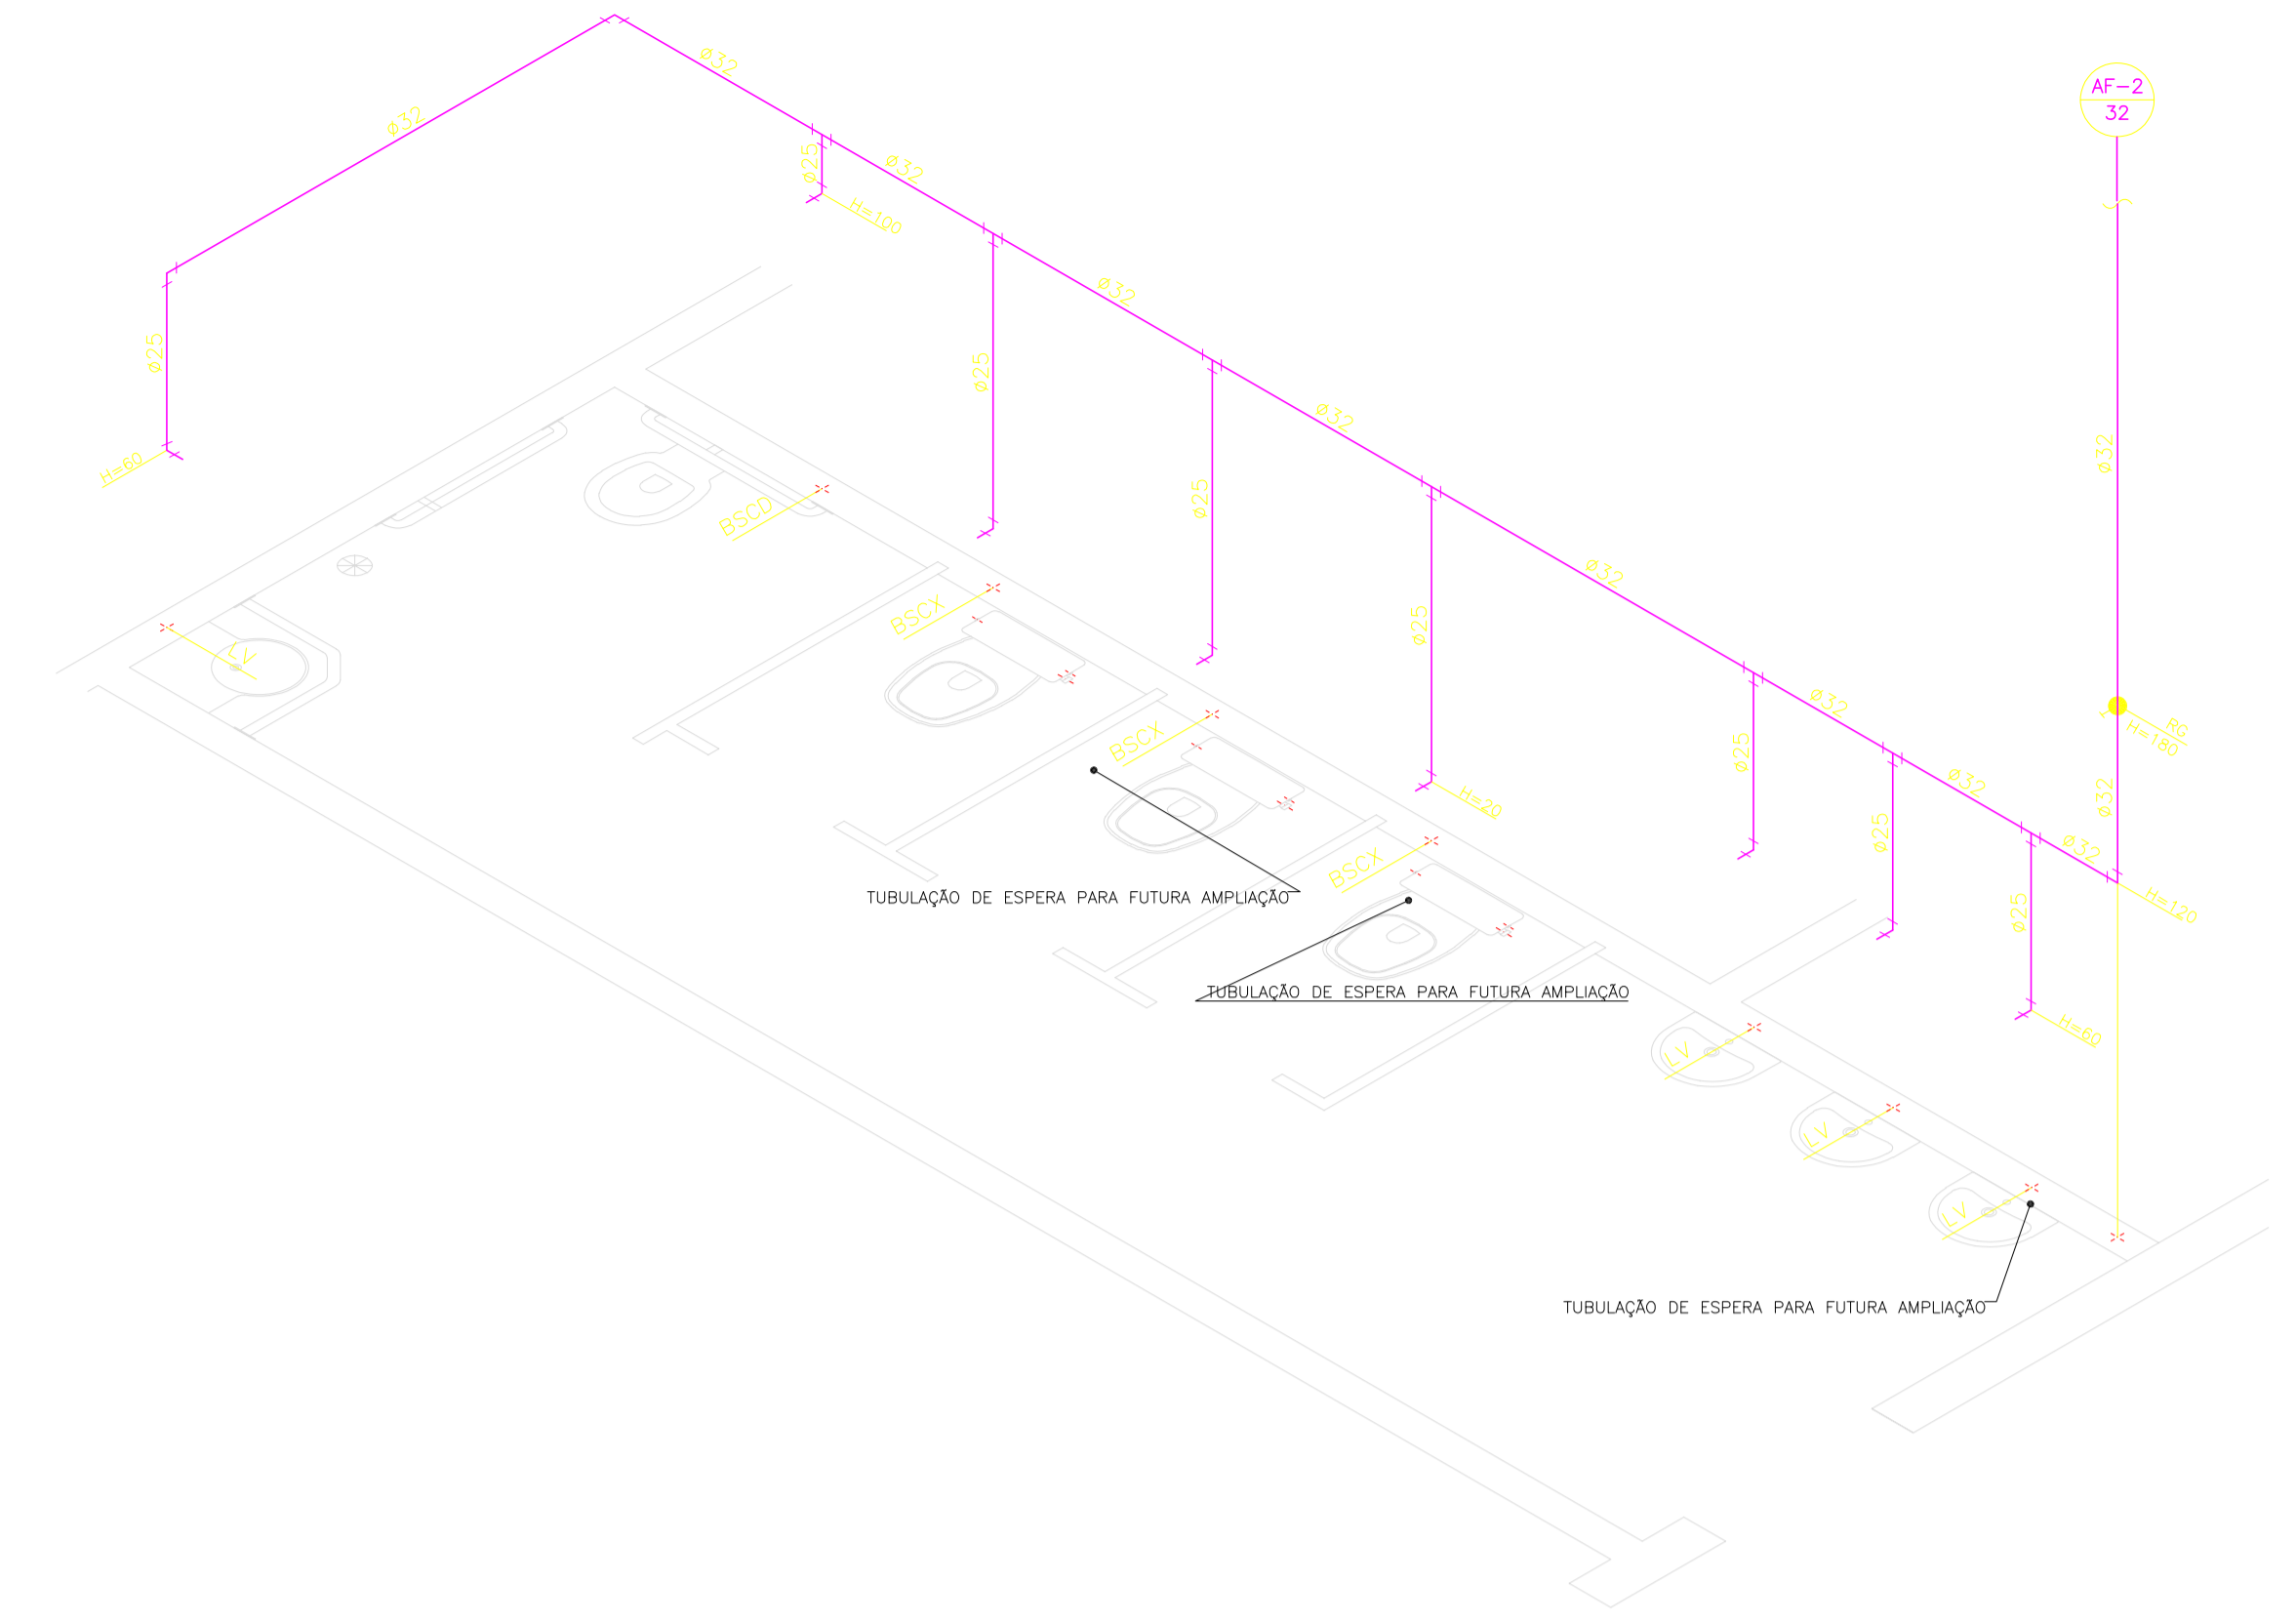 AF-2
32
ø32
ø32
ø25
H=100
ø32
ø25
H=60
ø25
ø32
ø25
ø32
ø25
H=20
ø32
ø25
ø32
ø25
ø32
ø25
H=60
ø32
H=120
ø32
RG
H=180
ø32
BSCD
BSCX
BSCX
BSCX
LV
LV
LV
LV
TUBULAÇÃO DE ESPERA PARA FUTURA AMPLIAÇÃO
TUBULAÇÃO DE ESPERA PARA FUTURA AMPLIAÇÃO
TUBULAÇÃO DE ESPERA PARA FUTURA AMPLIAÇÃO